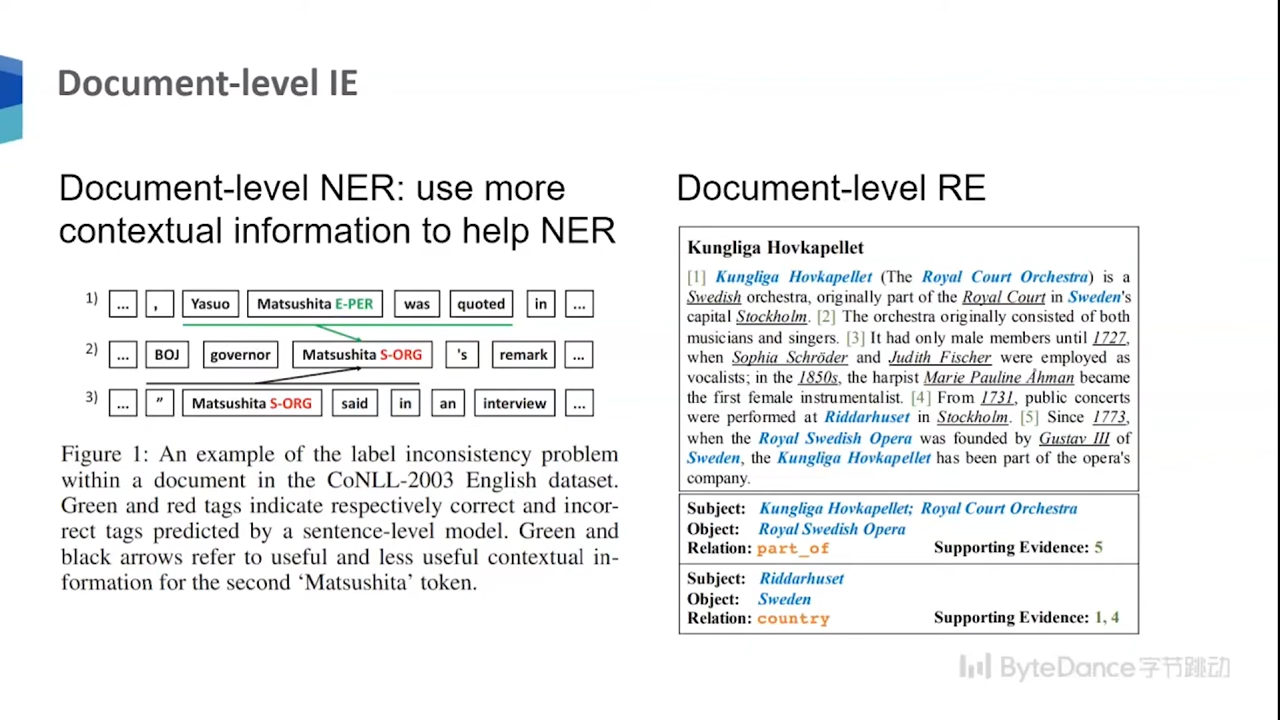 Document-level IE
Document-level NER: use more
contextual information to help NER
1) ... , Yasuo Matsushita E-PER was quoted in ...
2) ... BOJ governor Matsushita S-ORG 's remark ...
3) ... " Matsushita S-ORG said in an interview ...
Figure 1: An example of the label inconsistency problem
within a document in the CoNLL-2003 English dataset.
Green and red tags indicate respectively correct and incor-
rect tags predicted by a sentence-level model. Green and
black arrows refer to useful and less useful contextual in-
formation for the second ‘Matsushita’ token.
Document-level RE
Kungliga Hovkapellet
[1] Kungliga Hovkapellet (The Royal Court Orchestra) is a
Swedish orchestra, originally part of the Royal Court in Sweden's
capital Stockholm. [2] The orchestra originally consisted of both
musicians and singers. [3] It had only male members until 1727,
when Sophia Schröder and Judith Fischer were employed as
vocalists; in the 1850s, the harpist Marie Pauline Åhman became
the first female instrumentalist. [4] From 1731, public concerts
were performed at Riddarhuset in Stockholm. [5] Since 1773,
when the Royal Swedish Opera was founded by Gustav III of
Sweden, the Kungliga Hovkapellet has been part of the opera's
company.
Subject: Kungliga Hovkapellet; Royal Court Orchestra
Object: Royal Swedish Opera
Relation: part_of Supporting Evidence: 5
Subject: Riddarhuset
Object: Sweden
Relation: country Supporting Evidence: 1, 4
ByteDance字节跳动